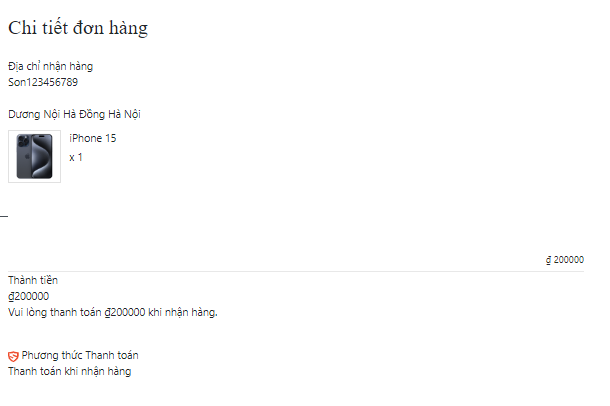 Chi tiết đơn hàng
Địa chỉ nhận hàng
Son123456789
Dương Nội Hà Đông Hà Nội
iPhone 15
x 1
₫ 200000
Thành tiền
₫200000
Vui lòng thanh toán ₫200000 khi nhận hàng.
Phương thức Thanh toán
Thanh toán khi nhận hàng